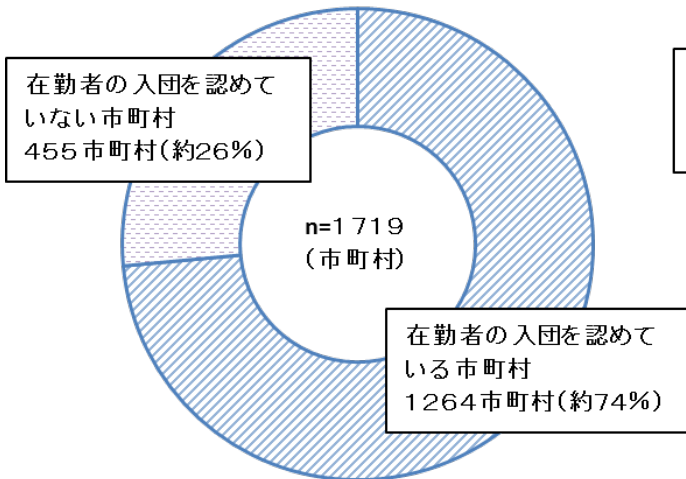 在勤者の入団を認めて
いない市町村
455市町村(約26%)
n=1719
(市町村)
在勤者の入団を認めて
いる市町村
1264市町村(約74%)